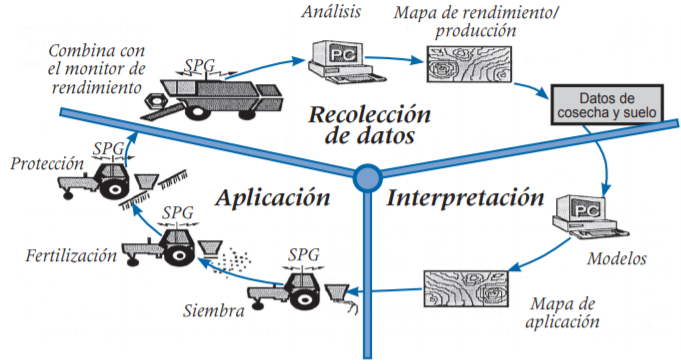 Análisis
Mapa de rendimiento/
producción
Combina con
el monitor de
rendimiento
SPG
PC
Datos de
cosecha y suelo
Recolección
de datos
Protección
SPG
Aplicación
Interpretación
SPG
PC
Fertilización
SPG
Modelos
Siembra
Mapa de
aplicación